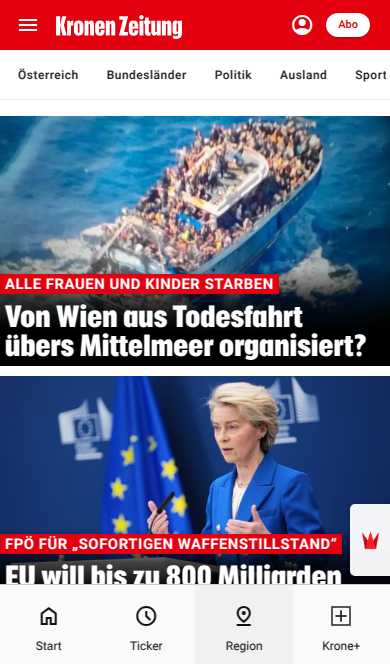 Kronen Zeitung
Abo
Österreich Bundesländer Politik Ausland Sport
ALLE FRAUEN UND KINDER STARBEN
Von Wien aus Todesfahrt
übers Mittelmeer organisiert?
FPÖ FÜR „SOFORTIGEN WAFFENSTILLSTAND“
EU will bis zu 800 Milliarden
Start Ticker Region Krone+